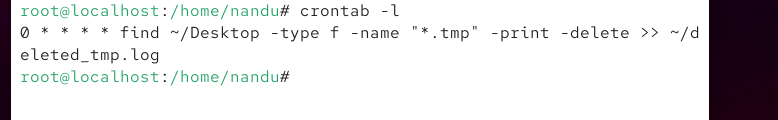 root@localhost:/home/nandu# crontab -l
0 * * * * find ~/Desktop -type f -name "*.tmp" -print -delete >> ~/d
eleted_tmp.log
root@localhost:/home/nandu#